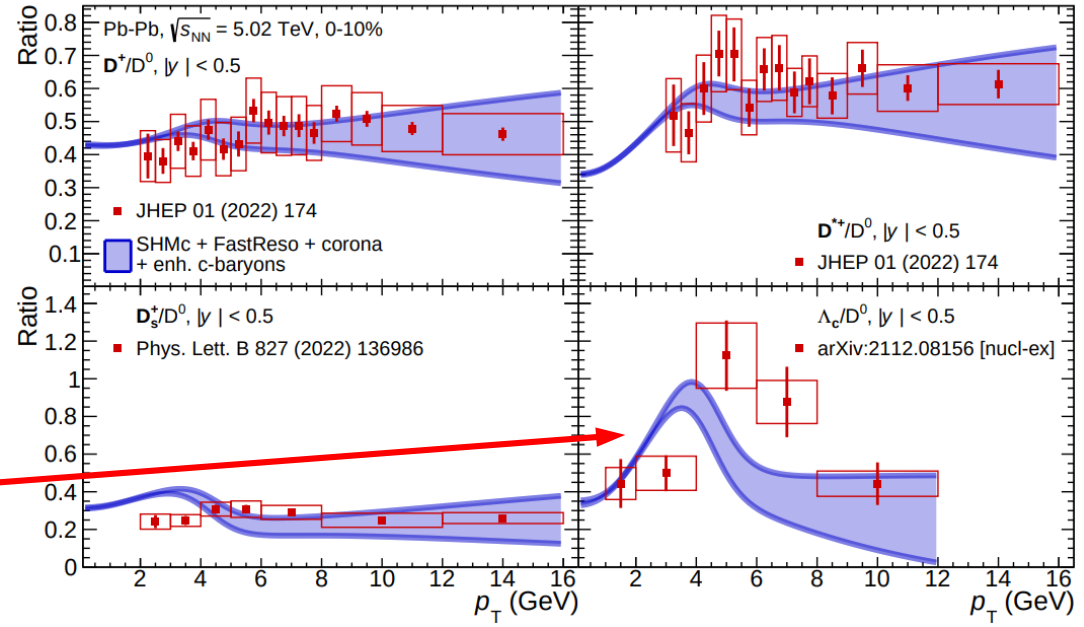 Ratio
0.8
0.7
0.6
0.5
0.4
0.3
0.2
0.1
Pb-Pb, √sNN = 5.02 TeV, 0-10%
D⁺/D⁰, |y| < 0.5
JHEP 01 (2022) 174
SHMc + FastReso + corona
+ enh. c-baryons
D*⁺/D⁰, |y| < 0.5
JHEP 01 (2022) 174
Ratio
1.4
1.2
1
0.8
0.6
0.4
0.2
0
Ds⁺/D⁰, |y| < 0.5
Phys. Lett. B 827 (2022) 136986
2 4 6 8 10 12 14 16
pT (GeV)
Λc/D⁰, |y| < 0.5
arXiv:2112.08156 [nucl-ex]
2 4 6 8 10 12 14 16
pT (GeV)